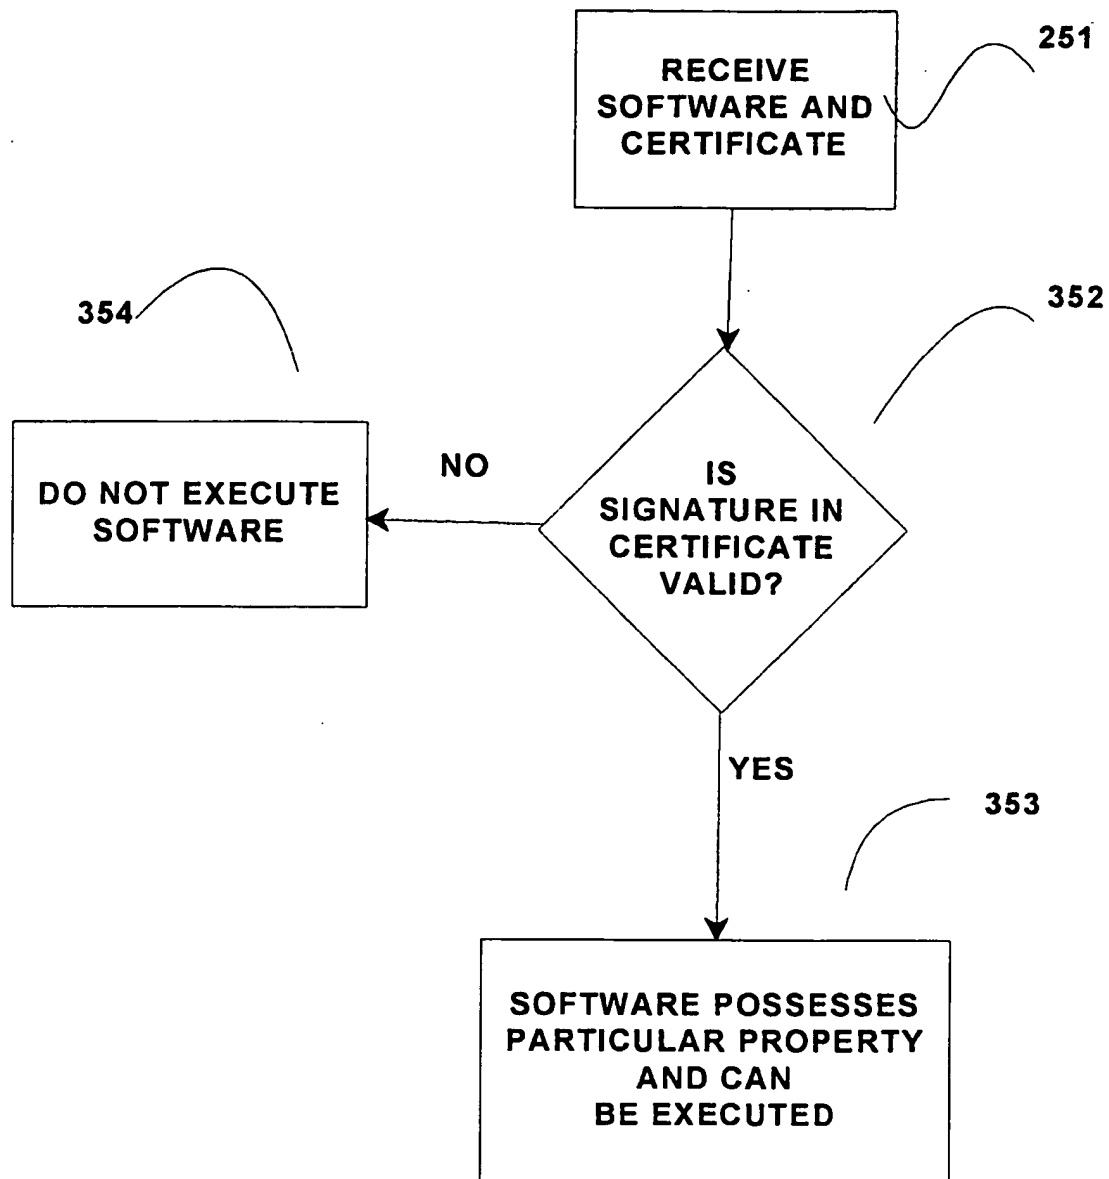 251
RECEIVE
SOFTWARE AND
CERTIFICATE
352
354
NO
IS
SIGNATURE IN
CERTIFICATE
VALID?
DO NOT EXECUTE
SOFTWARE
YES
353
SOFTWARE POSSESSES
PARTICULAR PROPERTY
AND CAN
BE EXECUTED